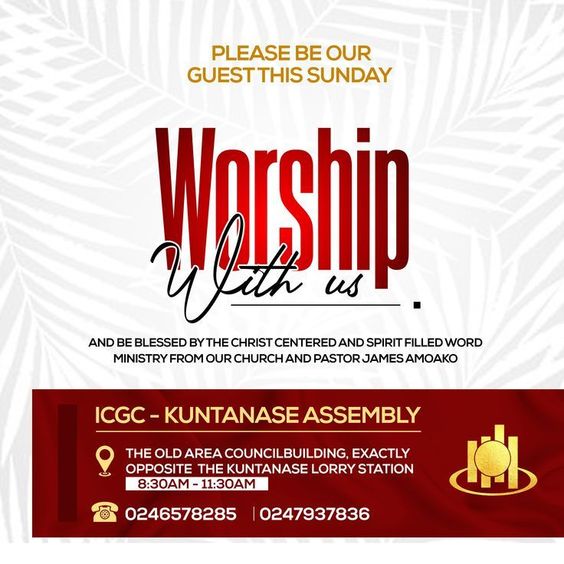 PLEASE BE OUR
GUEST THIS SUNDAY
Worship
With us
AND BE BLESSED BY THE CHRIST CENTERED AND SPIRIT FILLED WORD
MINISTRY FROM OUR CHURCH AND PASTOR JAMES AMOAKO
ICGC - KUNTANASE ASSEMBLY
THE OLD AREA COUNCILBUILDING, EXACTLY
OPPOSITE THE KUNTANASE LORRY STATION
8:30AM - 11:30AM
0246578285 | 0247937836